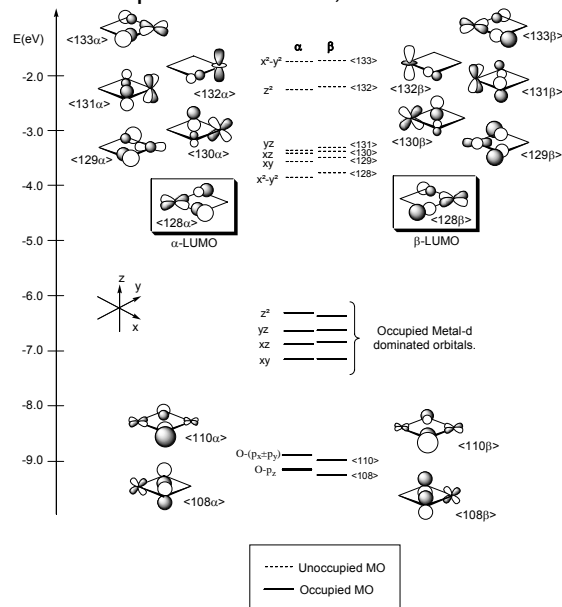 E(eV)
<133α>
α
β
<133β>
x²-y²
<133>
-2.0
<132α>
z²
<132>
<132β>
<131α>
<131β>
-3.0
<130α>
<130β>
<129α>
<129β>
yz
<131>
xz
<130>
xy
<129>
-4.0
x²-y²
<128>
<128α>
<128β>
α-LUMO
β-LUMO
-5.0
z
y
x
-6.0
z²
yz
xz
xy
Occupied Metal-d
dominated orbitals.
-7.0
-8.0
<110α>
<110β>
O-(pₓ±pᵧ)
<110>
-9.0
O-p_z
<108>
<108α>
<108β>
Unoccupied MO
Occupied MO